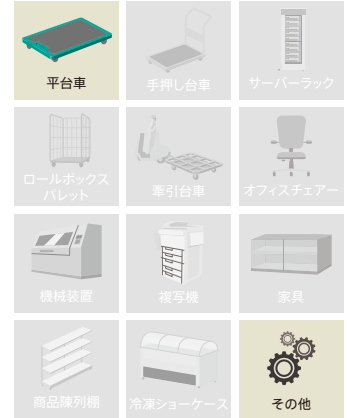 平台車
手押し台車
サーバーラック
ロールボックス
パレット
牽引台車
オフィスチェアー
機械装置
複写機
家具
商品陳列棚
冷凍ショーケース
その他